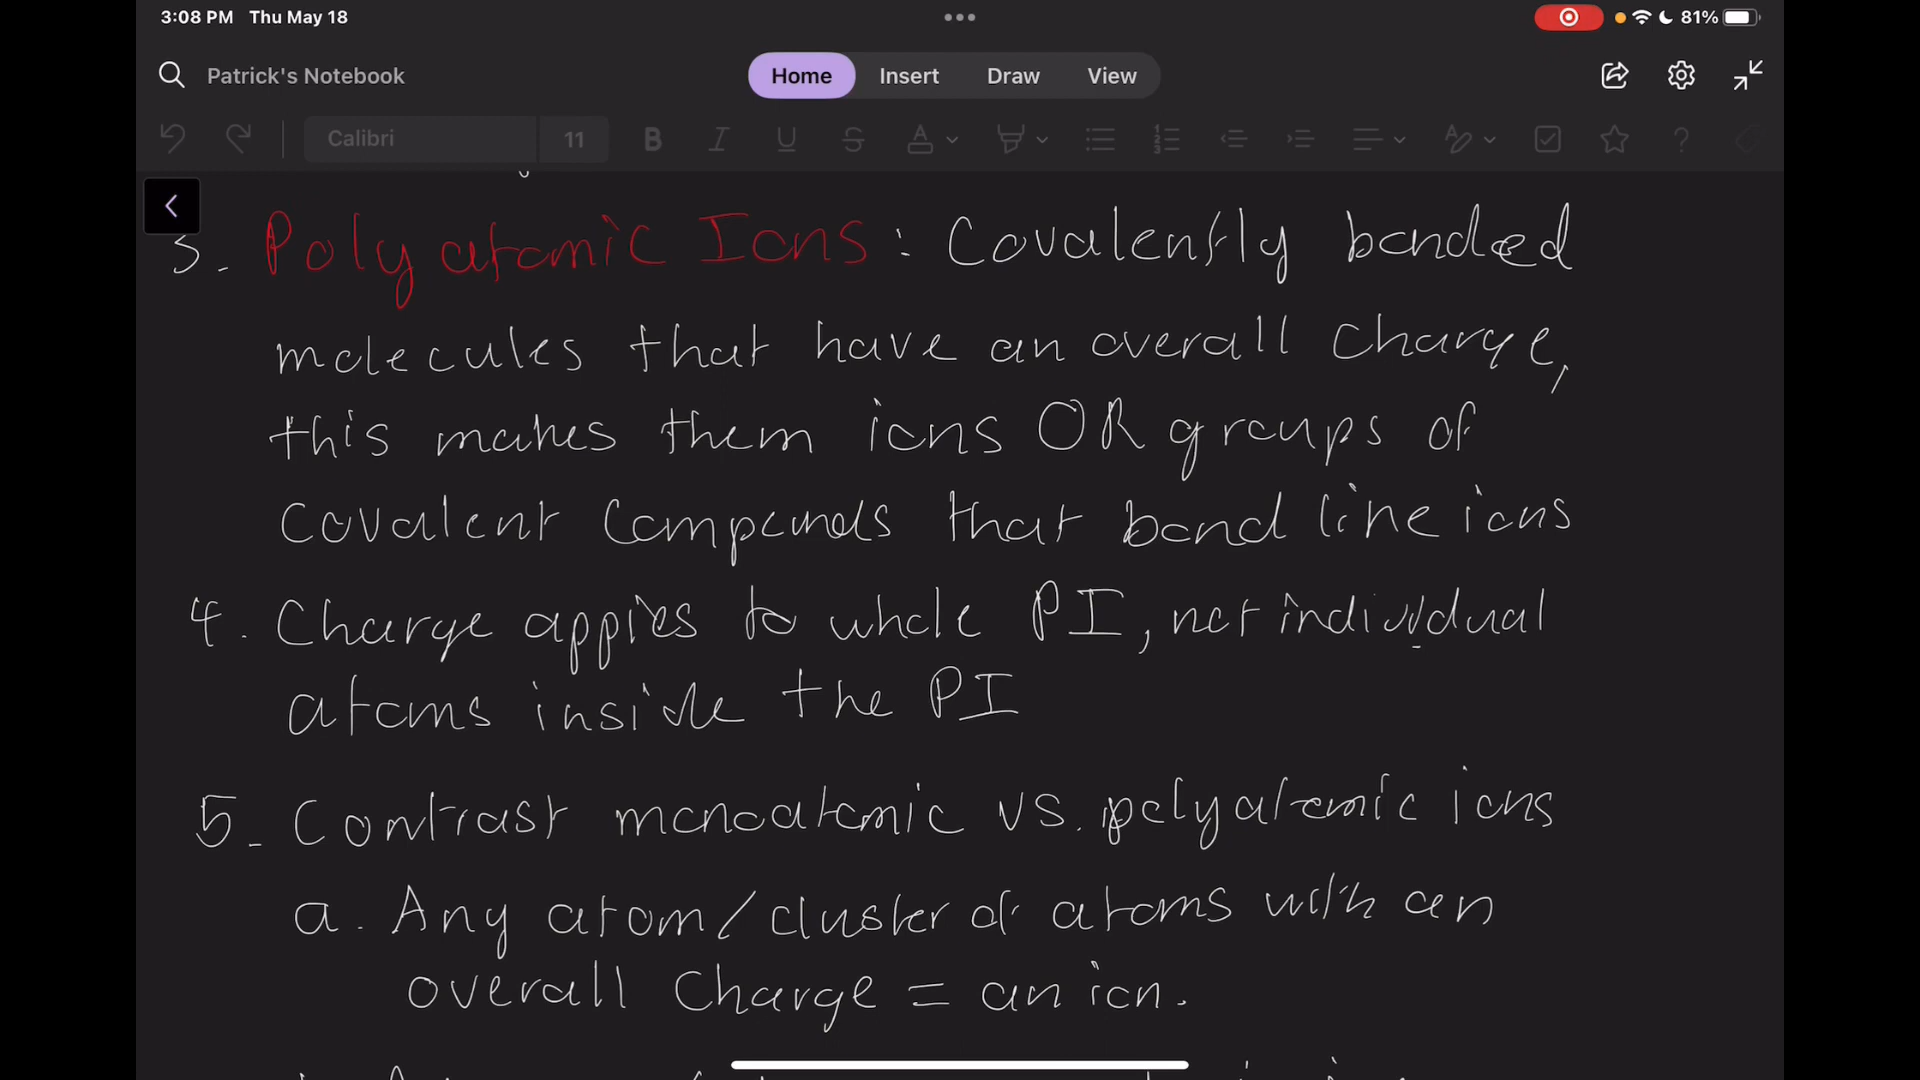 3:08 PM Thu May 18
81%
Patrick's Notebook
Home Insert Draw View
Calibri 11
3. Polyatomic Ions: Covalently bonded
molecules that have an overall charge,
this makes them ions OR groups of
covalent compounds that bond like ions
4. Charge appies to whole PI, not individual
atoms inside the PI
5. Contrast monoatomic vs. polyatomic ions
a. Any atom/cluster of atoms with an
overall charge = an ion.